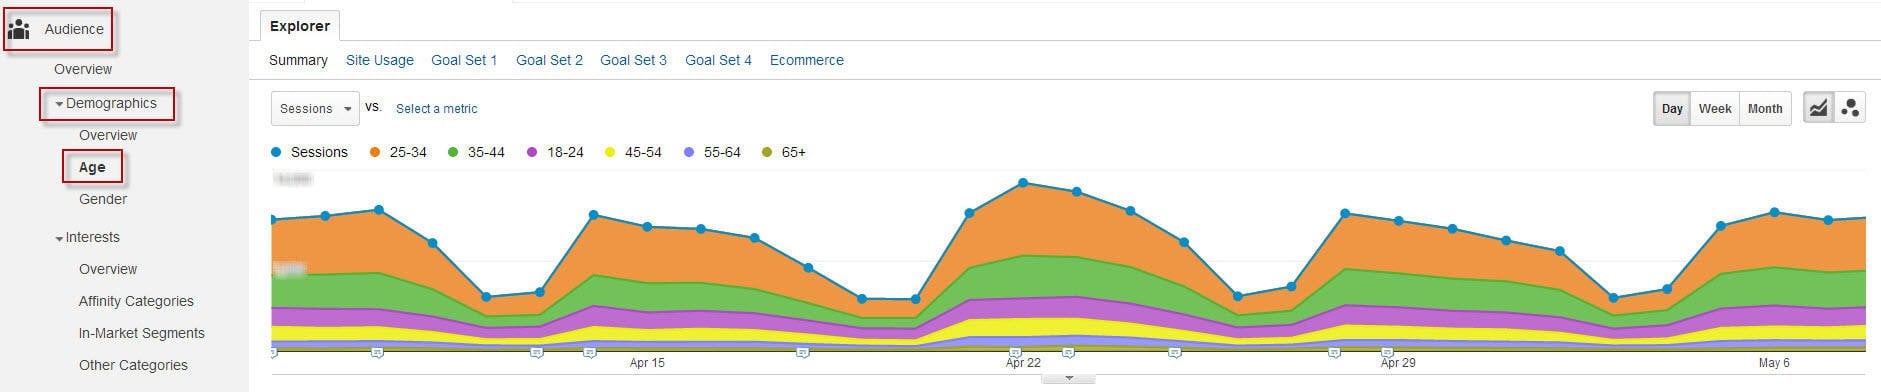 Audience
Overview
Demographics
Overview
Age
Gender
Interests
Overview
Affinity Categories
In-Market Segments
Other Categories
Explorer
Summary Site Usage Goal Set 1 Goal Set 2 Goal Set 3 Goal Set 4 Ecommerce
Sessions vs. Select a metric Day Week Month
Sessions 25-34 35-44 18-24 45-54 55-64 65+
Apr 15 Apr 22 Apr 29 May 6